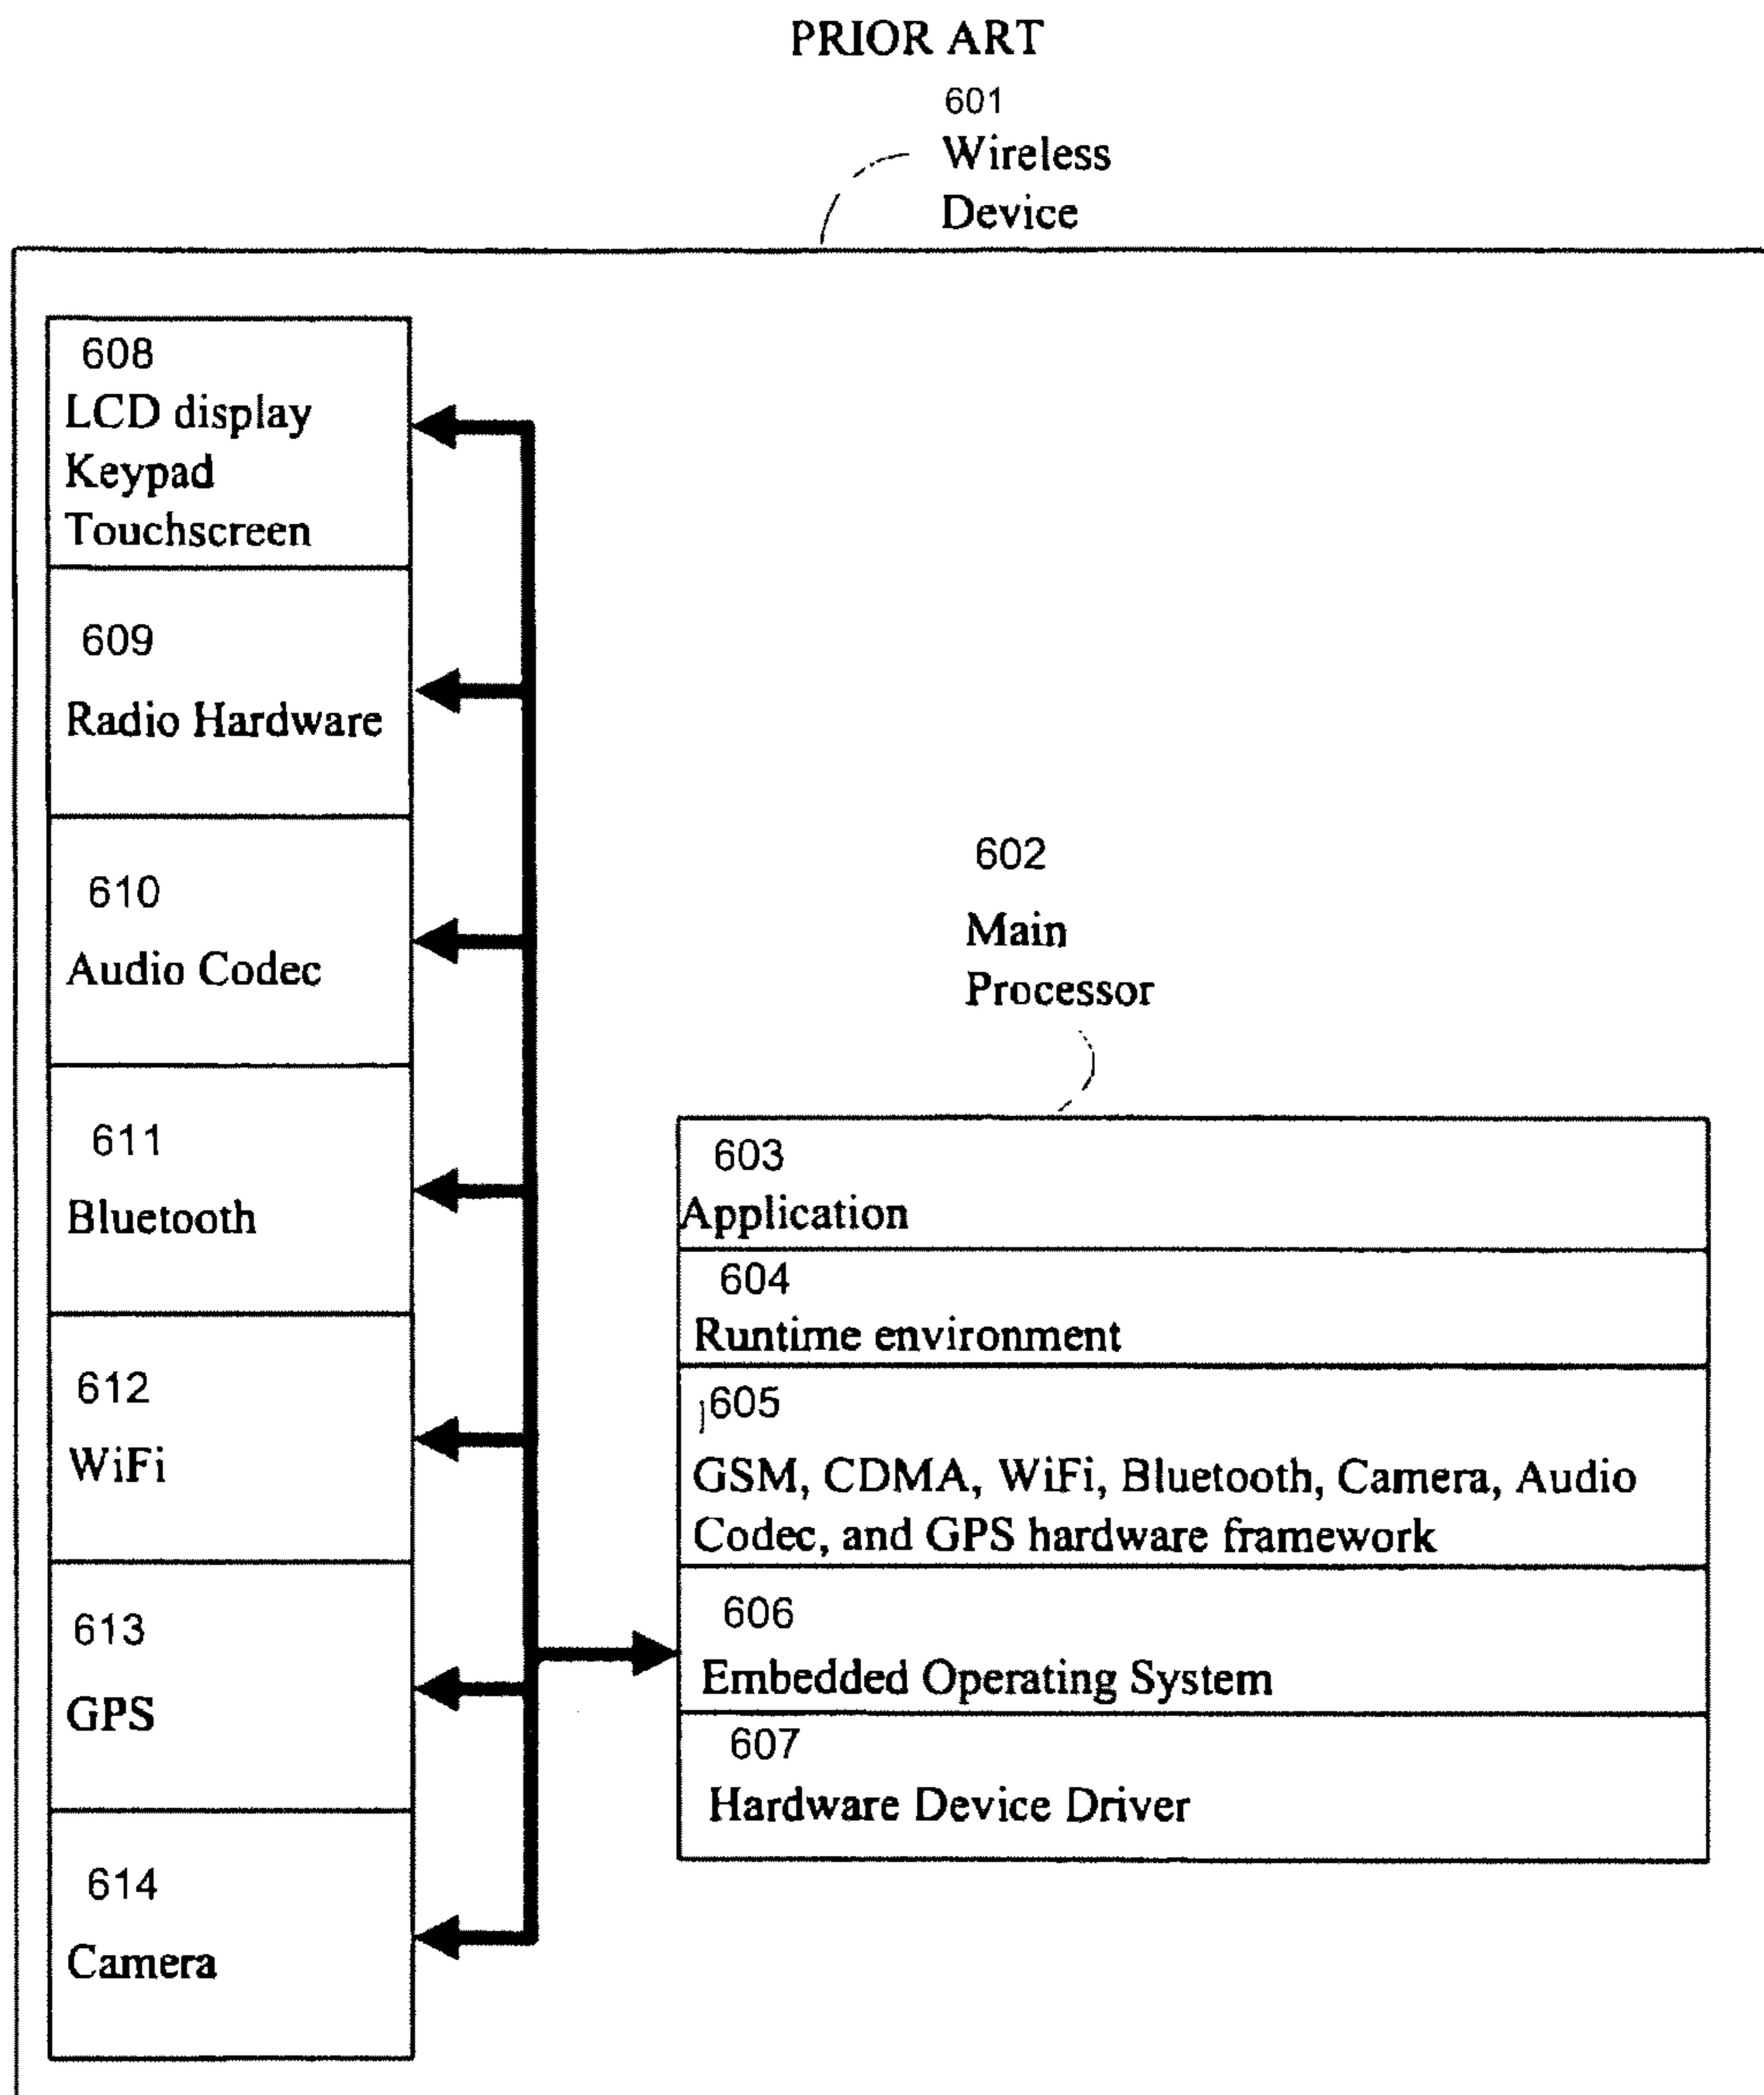 PRIOR ART
601
Wireless
Device
608
LCD display
Keypad
Touchscreen
609
Radio Hardware
610
Audio Codec
611
Bluetooth
612
WiFi
613
GPS
614
Camera
602
Main
Processor
603
Application
604
Runtime environment
605
GSM, CDMA, WiFi, Bluetooth, Camera, Audio
Codec, and GPS hardware framework
606
Embedded Operating System
607
Hardware Device Driver